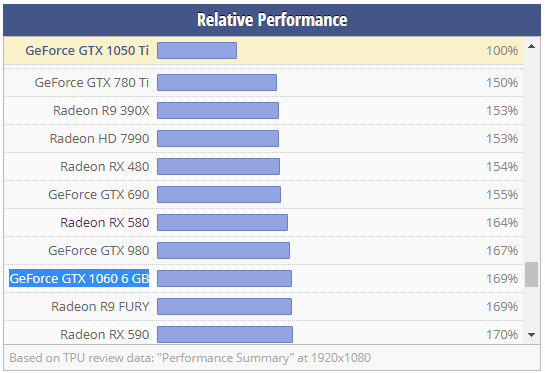 Relative Performance
GeForce GTX 1050 Ti 100%
GeForce GTX 780 Ti 150%
Radeon R9 390X 153%
Radeon HD 7990 153%
Radeon RX 480 154%
GeForce GTX 690 155%
Radeon RX 580 164%
GeForce GTX 980 167%
GeForce GTX 1060 6 GB 169%
Radeon R9 FURY 169%
Radeon RX 590 170%
Based on TPU review data: "Performance Summary" at 1920x1080